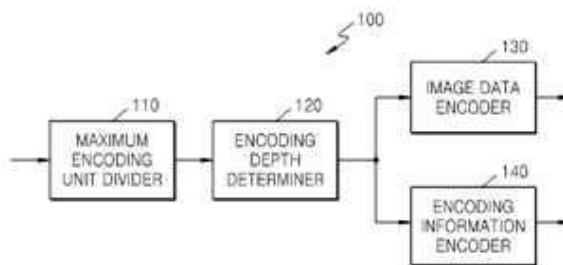 100
110
MAXIMUM
ENCODING
UNIT DIVIDER
120
ENCODING
DEPTH
DETERMINER
130
IMAGE DATA
ENCODER
140
ENCODING
INFORMATION
ENCODER